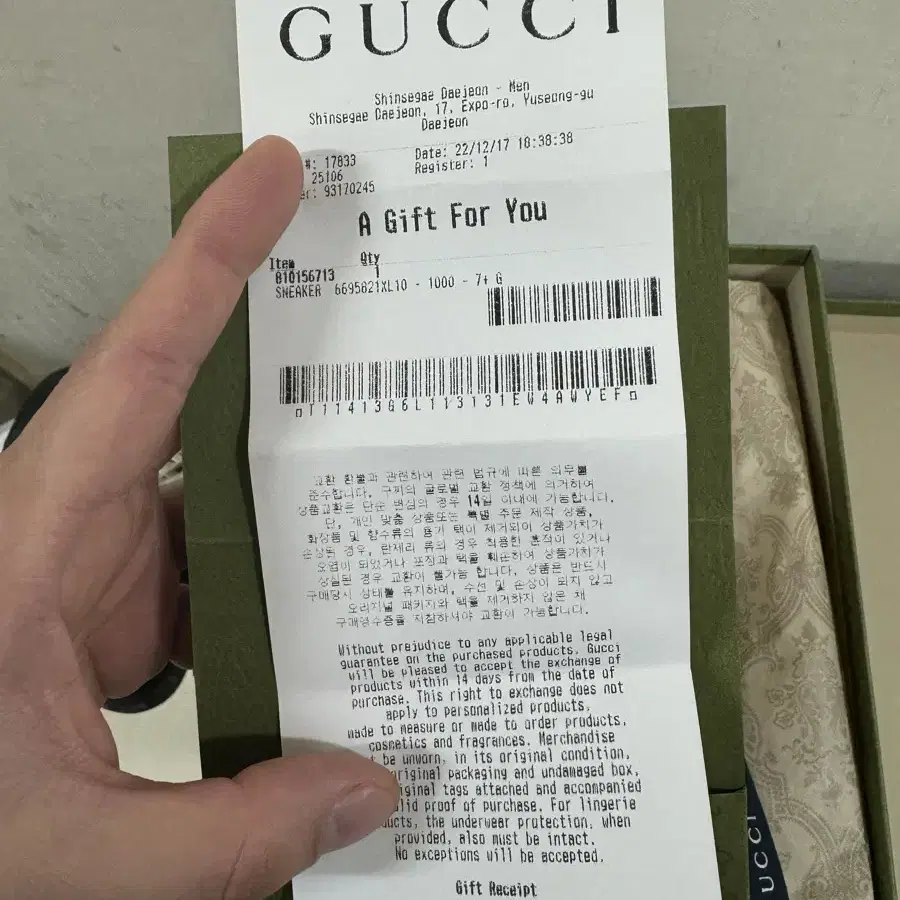 GUCCI
Shinsegae Daejeon - Men
Shinsegae Daejeon, 17, Expo-ro, Yuseong-gu
Daejeon
#: 17833
Date: 22/12/17 18:38:38
25106
Register: 1
er: 93170245
A Gift For You
Item Qty
810156713 1
SNEAKER 6695821XL10 - 1000 - 7+ G
T11413G6L113131EW4AWYEF
교환 환불과 관련하여 관련 법규에 따른 의무를
준수합니다. 구찌의 글로벌 교환 정책에 의거하여
상품교환은 단순 변심의 경우 14일 이내에 가능합니다.
단, 개인 맞춤 상품또는 특별 주문 제작 상품,
화장품 및 향수류의 용기 택이 제거되어 상품가치가
손상된 경우, 란제리 류의 경우 착용한 흔적이 있거나
오염이 되었거나 포장과 택을 훼손하여 상품가치가
상실된 경우 교환이 불가능 합니다. 상품은 반드시
구매당시 상태를 유지하며, 수선 및 손상이 되지 않고
오리지널 패키지와 택을 제거하지 않은 채
구매영수증을 지참하셔야 교환이 가능합니다.
Without prejudice to any applicable legal
guarantee on the purchased products, Gucci
will be pleased to accept the exchange of
products within 14 days from the date of
purchase. This right to exchange does not
apply to personalized products,
made to measure or made to order products,
cosmetics and fragrances. Merchandise
be unworn, in its original condition,
original packaging and undamaged box,
iginal tags attached and accompanied
lid proof of purchase. For lingerie
ucts, the underwear protection, when
provided, also must be intact.
No exceptions will be accepted.
Gift Receipt
UCCI